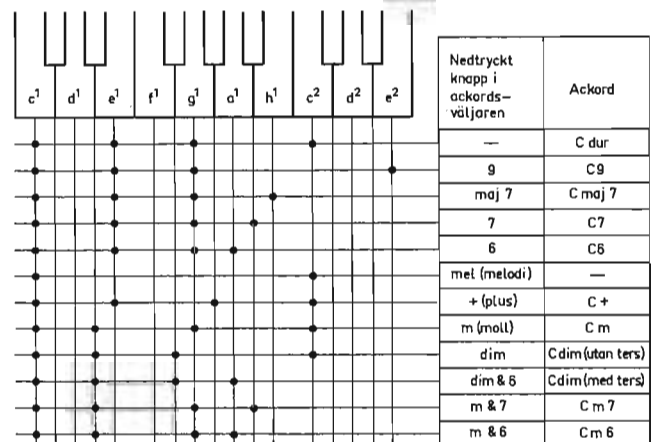 c¹ d¹ e¹ f¹ g¹ a¹ h¹ c² d² e²
Nedtryckt
knapp i
ackords-
väljaren
Ackord
— C dur
9 C9
maj 7 C maj 7
7 C7
6 C6
mel (melodi) —
+ (plus) C +
m (moll) C m
dim Cdim (utan ters)
dim & 6 Cdim (med ters)
m & 7 C m 7
m & 6 C m 6